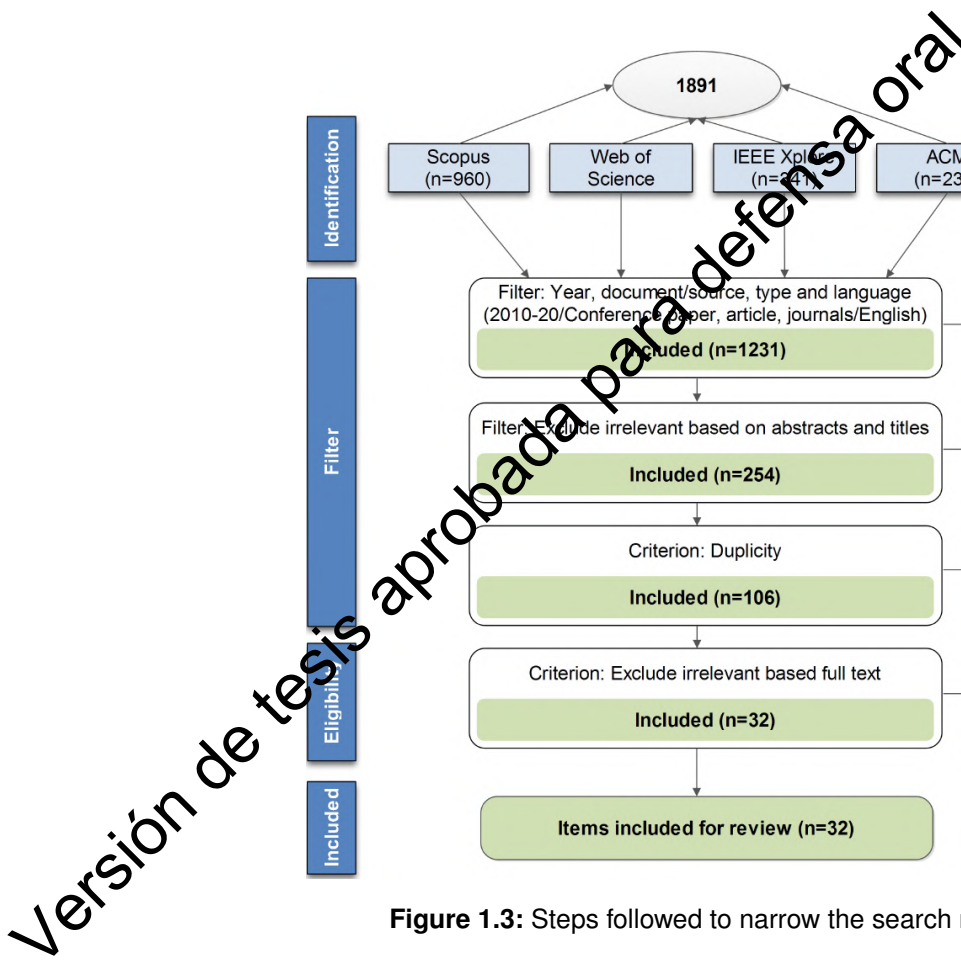 1891
Identification
Scopus
(n=960)
Web of
Science
IEEE Xplore
(n=341)
ACM
(n=23
Filter
Filter: Year, document/source, type and language
(2010-20/Conference paper, article, journals/English)
Included (n=1231)
Filter: Exclude irrelevant based on abstracts and titles
Included (n=254)
Criterion: Duplicity
Included (n=106)
Eligibility
Criterion: Exclude irrelevant based full text
Included (n=32)
Included
Items included for review (n=32)
Figure 1.3: Steps followed to narrow the search
Versión de tesis aprobada para defensa oral